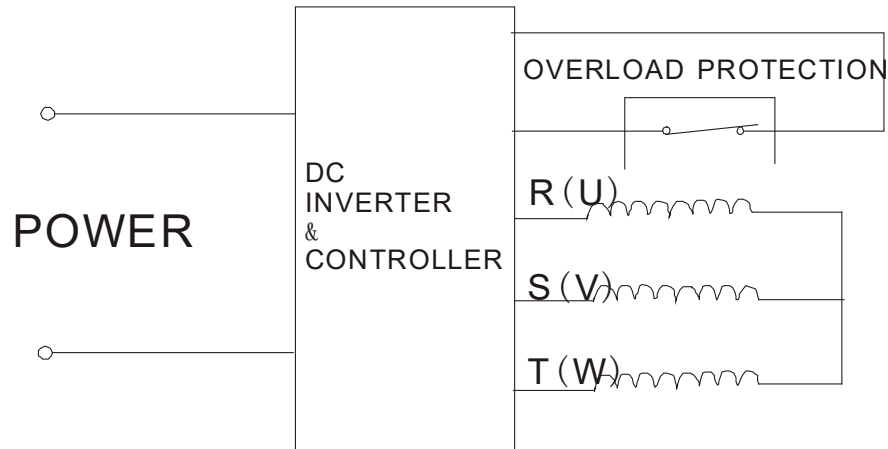 OVERLOAD PROTECTION
POWER
DC
INVERTER
&
CONTROLLER
R(U)
S(V)
T(W)